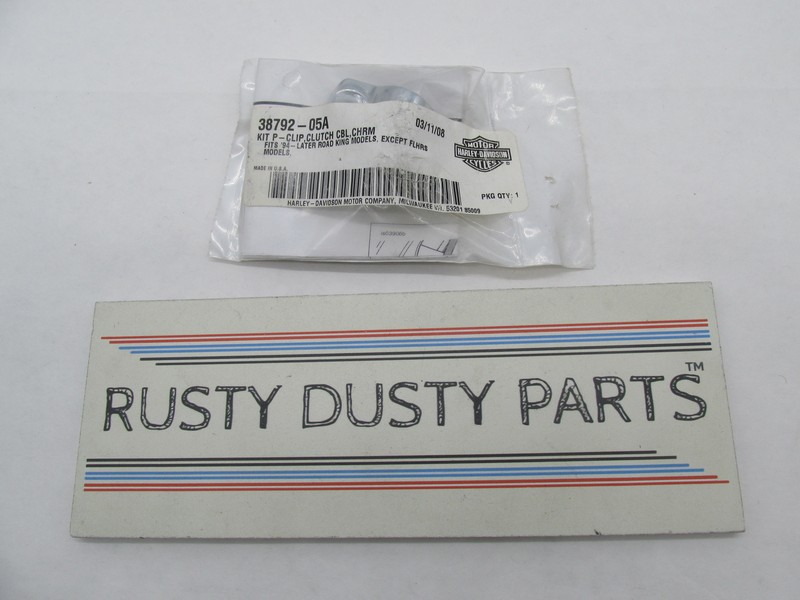 38792-05A
03/11/08
KIT P-CLIP,CLUTCH CBL,CHRM
FITS '94-LATER ROAD KING MODELS, EXCEPT FLHRS
MODELS.
MADE IN U.S.A.
MOTOR
HARLEY-DAVIDSON
CYCLES
®
PKG QTY: 1
HARLEY-DAVIDSON MOTOR COMPANY, MILWAUKEE WI. 53201
RUSTY DUSTY PARTS™